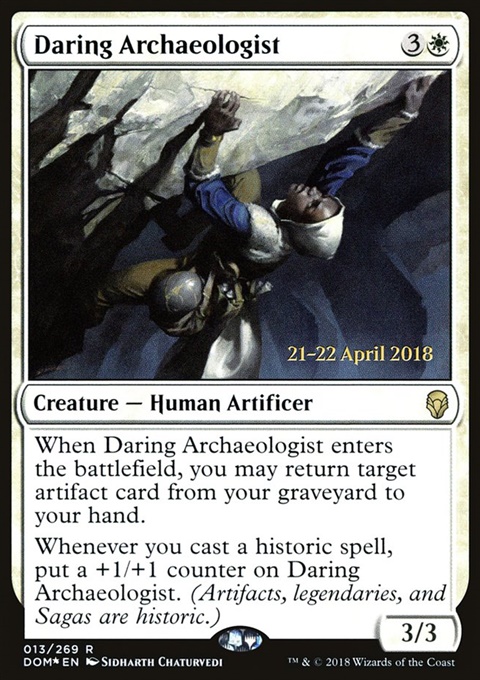 Daring Archaeologist 3
21–22 April 2018
Creature — Human Artificer
When Daring Archaeologist enters
the battlefield, you may return target
artifact card from your graveyard to
your hand.
Whenever you cast a historic spell,
put a +1/+1 counter on Daring
Archaeologist. (Artifacts, legendaries, and
Sagas are historic.)
3/3
013/269 R
DOM★EN Sidharth Chaturvedi
™ & © 2018 Wizards of the Coast